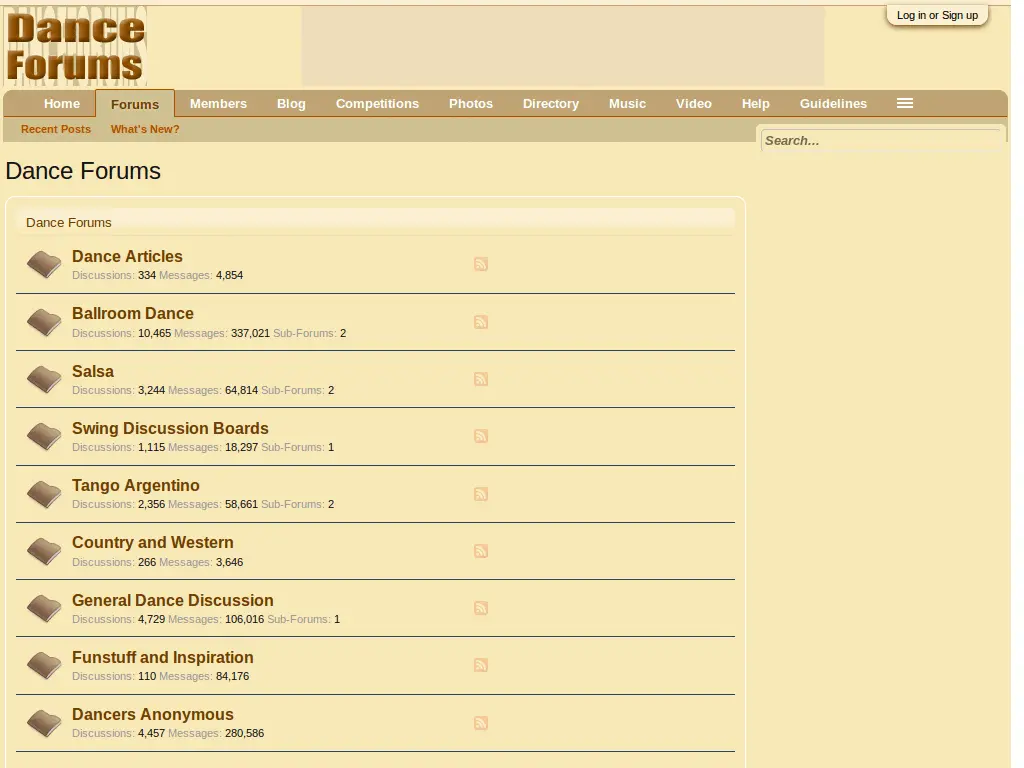 Dance
Forums
Log in or Sign up
Home Forums Members Blog Competitions Photos Directory Music Video Help Guidelines
Recent Posts What's New?
Search...
Dance Forums
Dance Forums
Dance Articles
Discussions: 334 Messages: 4,854
Ballroom Dance
Discussions: 10,465 Messages: 337,021 Sub-Forums: 2
Salsa
Discussions: 3,244 Messages: 64,814 Sub-Forums: 2
Swing Discussion Boards
Discussions: 1,115 Messages: 18,297 Sub-Forums: 1
Tango Argentino
Discussions: 2,356 Messages: 58,661 Sub-Forums: 2
Country and Western
Discussions: 266 Messages: 3,646
General Dance Discussion
Discussions: 4,729 Messages: 106,016 Sub-Forums: 1
Funstuff and Inspiration
Discussions: 110 Messages: 84,176
Dancers Anonymous
Discussions: 4,457 Messages: 280,586